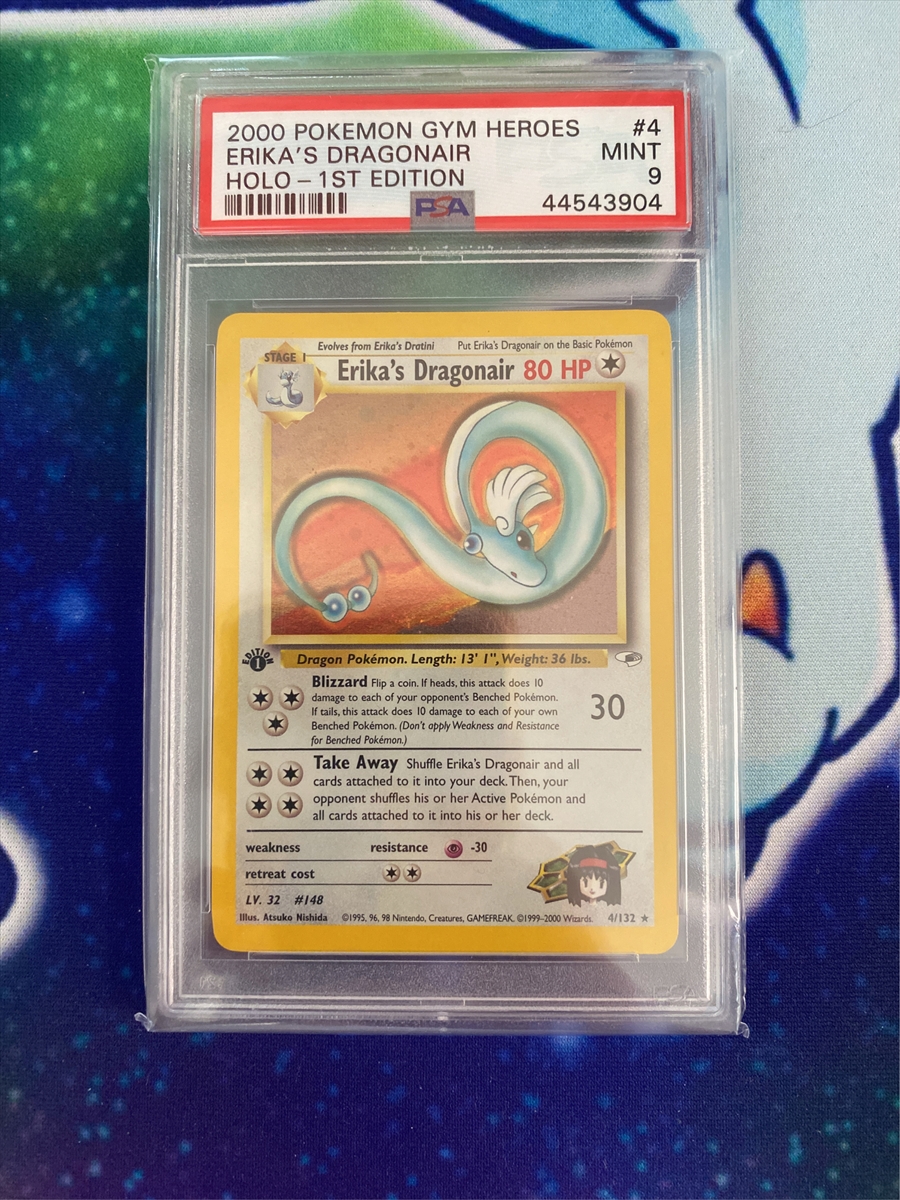 2000 POKEMON GYM HEROES #4
ERIKA'S DRAGONAIR MINT
HOLO – 1ST EDITION 9
PSA 44543904
Evolves from Erika's Dratini Put Erika's Dragonair on the Basic Pokémon
STAGE 1
Erika's Dragonair 80 HP
EDITION 1
Dragon Pokémon. Length: 13' 1", Weight: 36 lbs.
Blizzard Flip a coin. If heads, this attack does 10
damage to each of your opponent's Benched Pokémon.
If tails, this attack does 10 damage to each of your own
Benched Pokémon. (Don't apply Weakness and Resistance
for Benched Pokémon.)
30
Take Away Shuffle Erika's Dragonair and all
cards attached to it into your deck. Then, your
opponent shuffles his or her Active Pokémon and
all cards attached to it into his or her deck.
weakness resistance -30
retreat cost
LV. 32 #148
Illus. Atsuko Nishida ©1995, 96, 98 Nintendo, Creatures, GAMEFREAK. ©1999–2000 Wizards. 4/132 ★
PSA